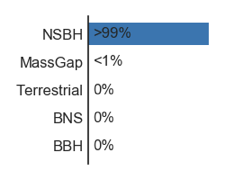 NSBH >99%
MassGap <1%
Terrestrial 0%
BNS 0%
BBH 0%